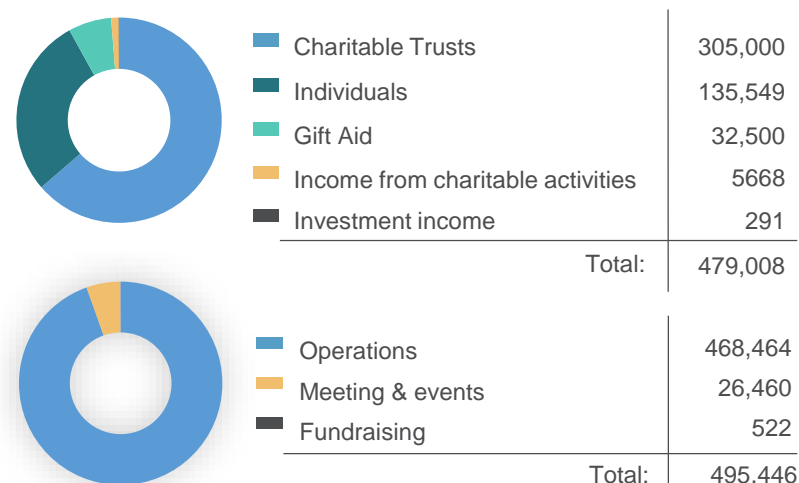 Charitable Trusts 305,000
Individuals 135,549
Gift Aid 32,500
Income from charitable activities 5668
Investment income 291
Total: 479,008
Operations 468,464
Meeting & events 26,460
Fundraising 522
Total: 495,446